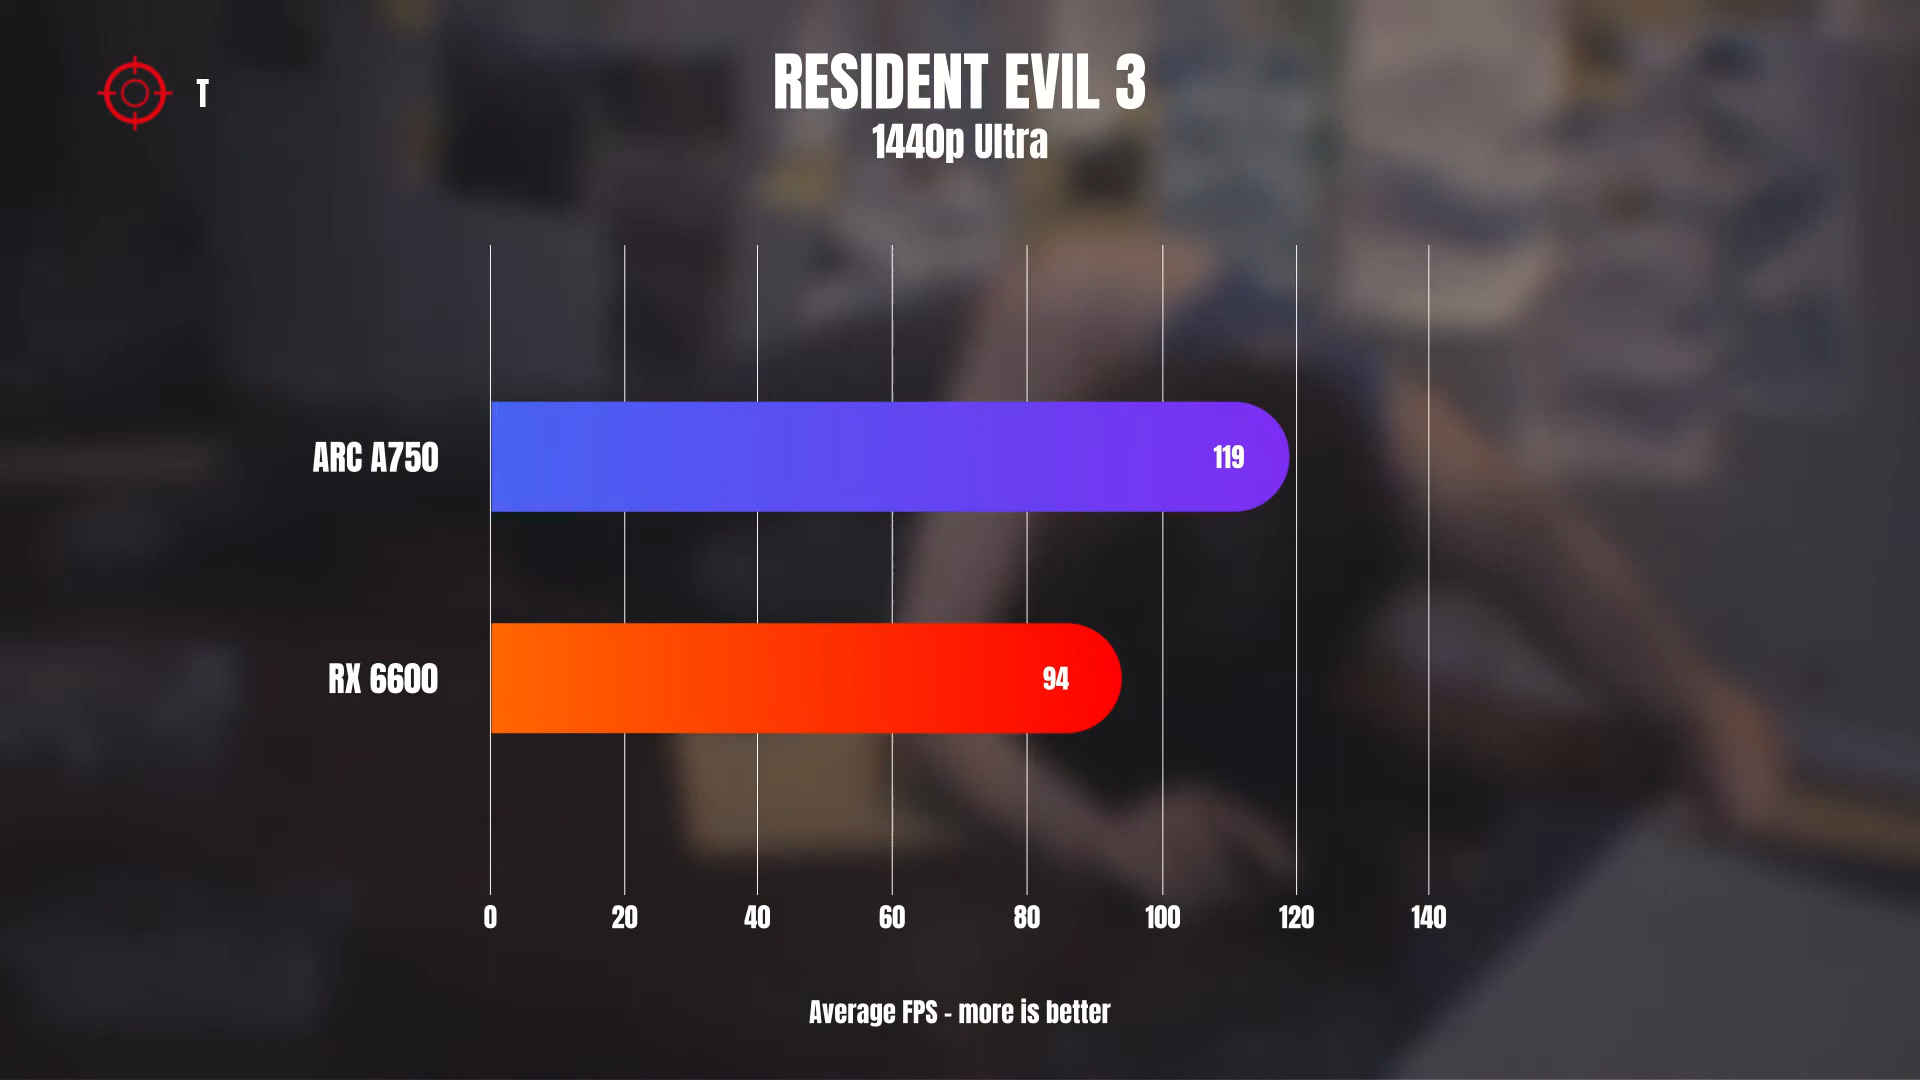 T
RESIDENT EVIL 3
1440p Ultra
ARC A750
119
RX 6600
94
0 20 40 60 80 100 120 140
Average FPS - more is better